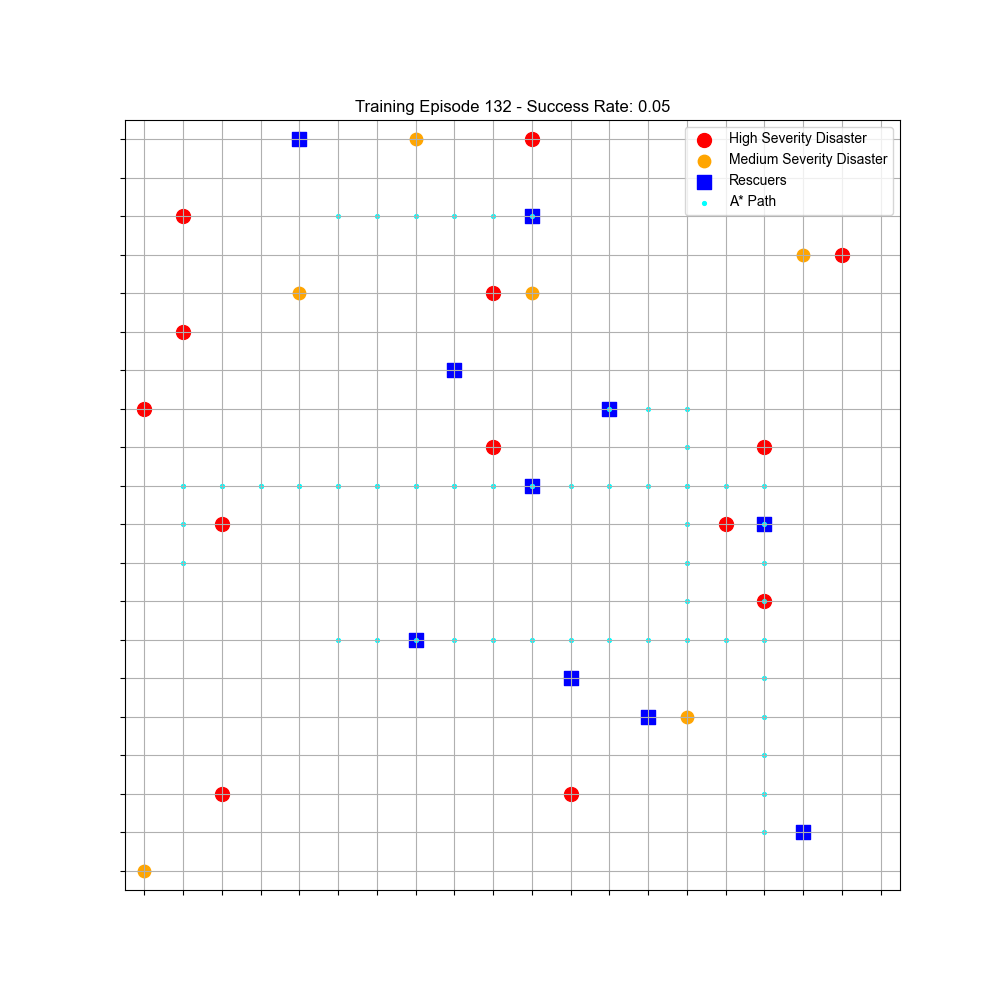 Training Episode 132 - Success Rate: 0.05
High Severity Disaster
Medium Severity Disaster
Rescuers
A* Path